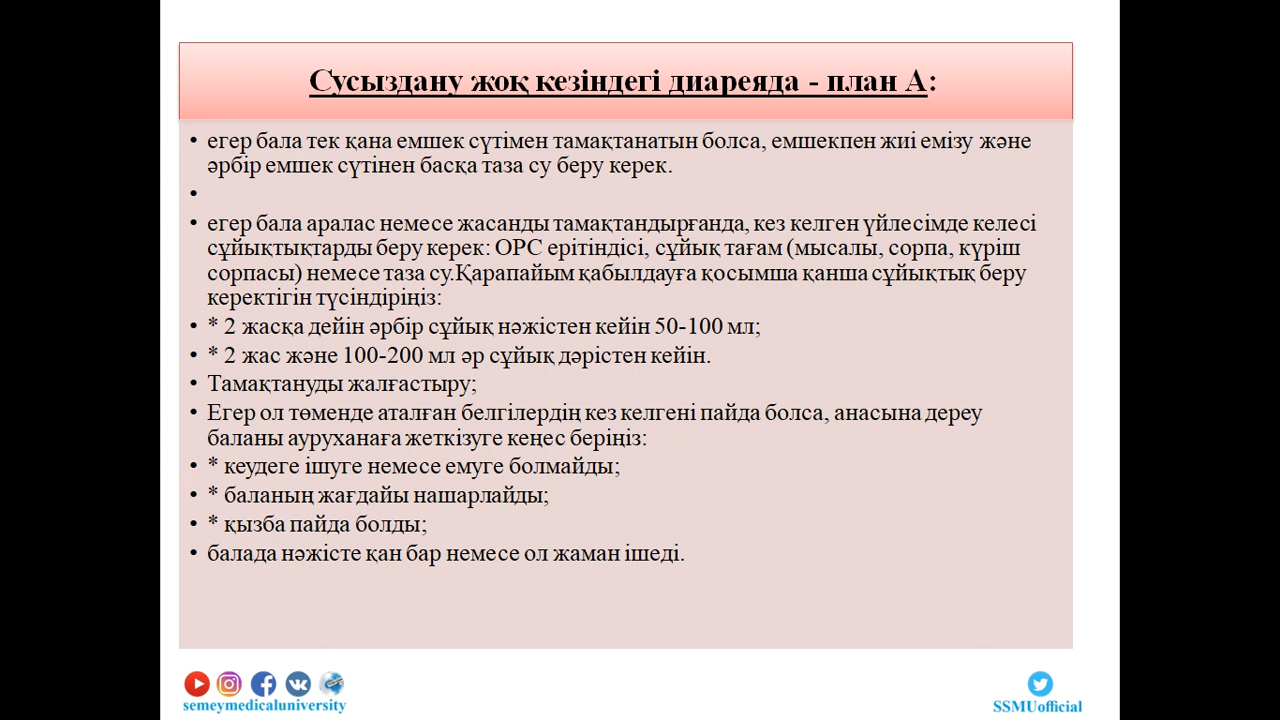 Сусыздану жоқ кезіндегі диареяда - план А:
• егер бала тек қана емшек сүтімен тамақтанатын болса, емшекпен жиі емізу және
әрбір емшек сүтінен басқа таза су беру керек.
•
• егер бала аралас немесе жасанды тамақтандырғанда, кез келген үйлесімде келесі
сұйықтықтарды беру керек: ОРС ерітіндісі, сұйық тағам (мысалы, сорпа, күріш
сорпасы) немесе таза су.Қарапайым қабылдауға қосымша қанша сұйықтық беру
керектігін түсіндіріңіз:
• * 2 жасқа дейін әрбір сұйық нәжістен кейін 50-100 мл;
• * 2 жас және 100-200 мл әр сұйық дәрістен кейін.
• Тамақтануды жалғастыру;
• Егер ол төменде аталған белгілердің кез келгені пайда болса, анасына дереу
баланы ауруханаға жеткізуге кеңес беріңіз:
• * кеудеге ішуге немесе емуге болмайды;
• * баланың жағдайы нашарлайды;
• * қызба пайда болды;
• балада нәжісте қан бар немесе ол жаман ішеді.
semeymedicaluniversity
SSMUofficial